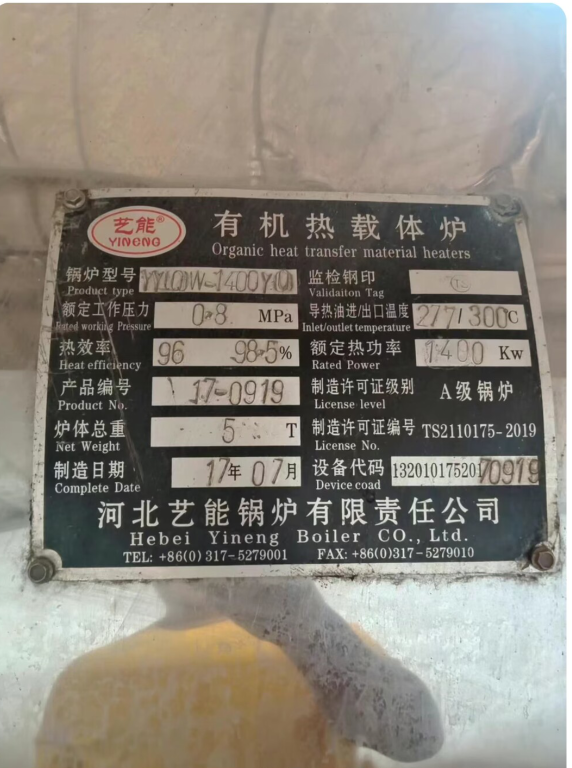 艺能®
YINENG
有机热载体炉
Organic heat transfer material heaters
锅炉型号 YY(Q)W-1400Y(Q) 监检钢印
Product type Validaiton Tag
额定工作压力 0.8 MPa 导热油进/出口温度 277/300C
Rated working Pressure Inlet/outlet temperature
热效率 96 98.5% 额定热功率 1400 Kw
Heat efficiency Rated Power
产品编号 17-0919 制造许可证级别 A级锅炉
Product No. License level
炉体总重 5 T 制造许可证编号 TS2110175-2019
Net Weight License No.
制造日期 17年07月 设备代码 13201017520170919
Complete Date Device coad
河北艺能锅炉有限责任公司
Hebei Yineng Boiler CO., Ltd.
TEL: +86(0)317-5279001 FAX: +86(0)317-5279010